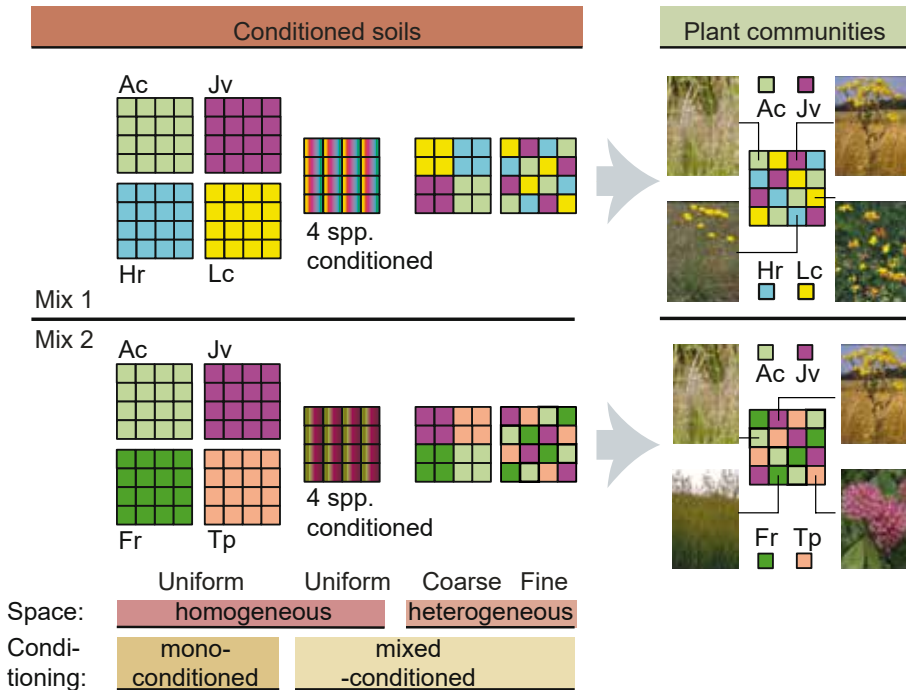 Conditioned soils
Plant communities
Ac Jv
Hr Lc
4 spp.
conditioned
Ac Jv
Hr Lc
Mix 1
Mix 2
Ac Jv
Fr Tp
4 spp.
conditioned
Ac Jv
Fr Tp
Uniform Uniform Coarse Fine
Space: homogeneous heterogeneous
Condi-
tioning:
mono-
conditioned
mixed
-conditioned